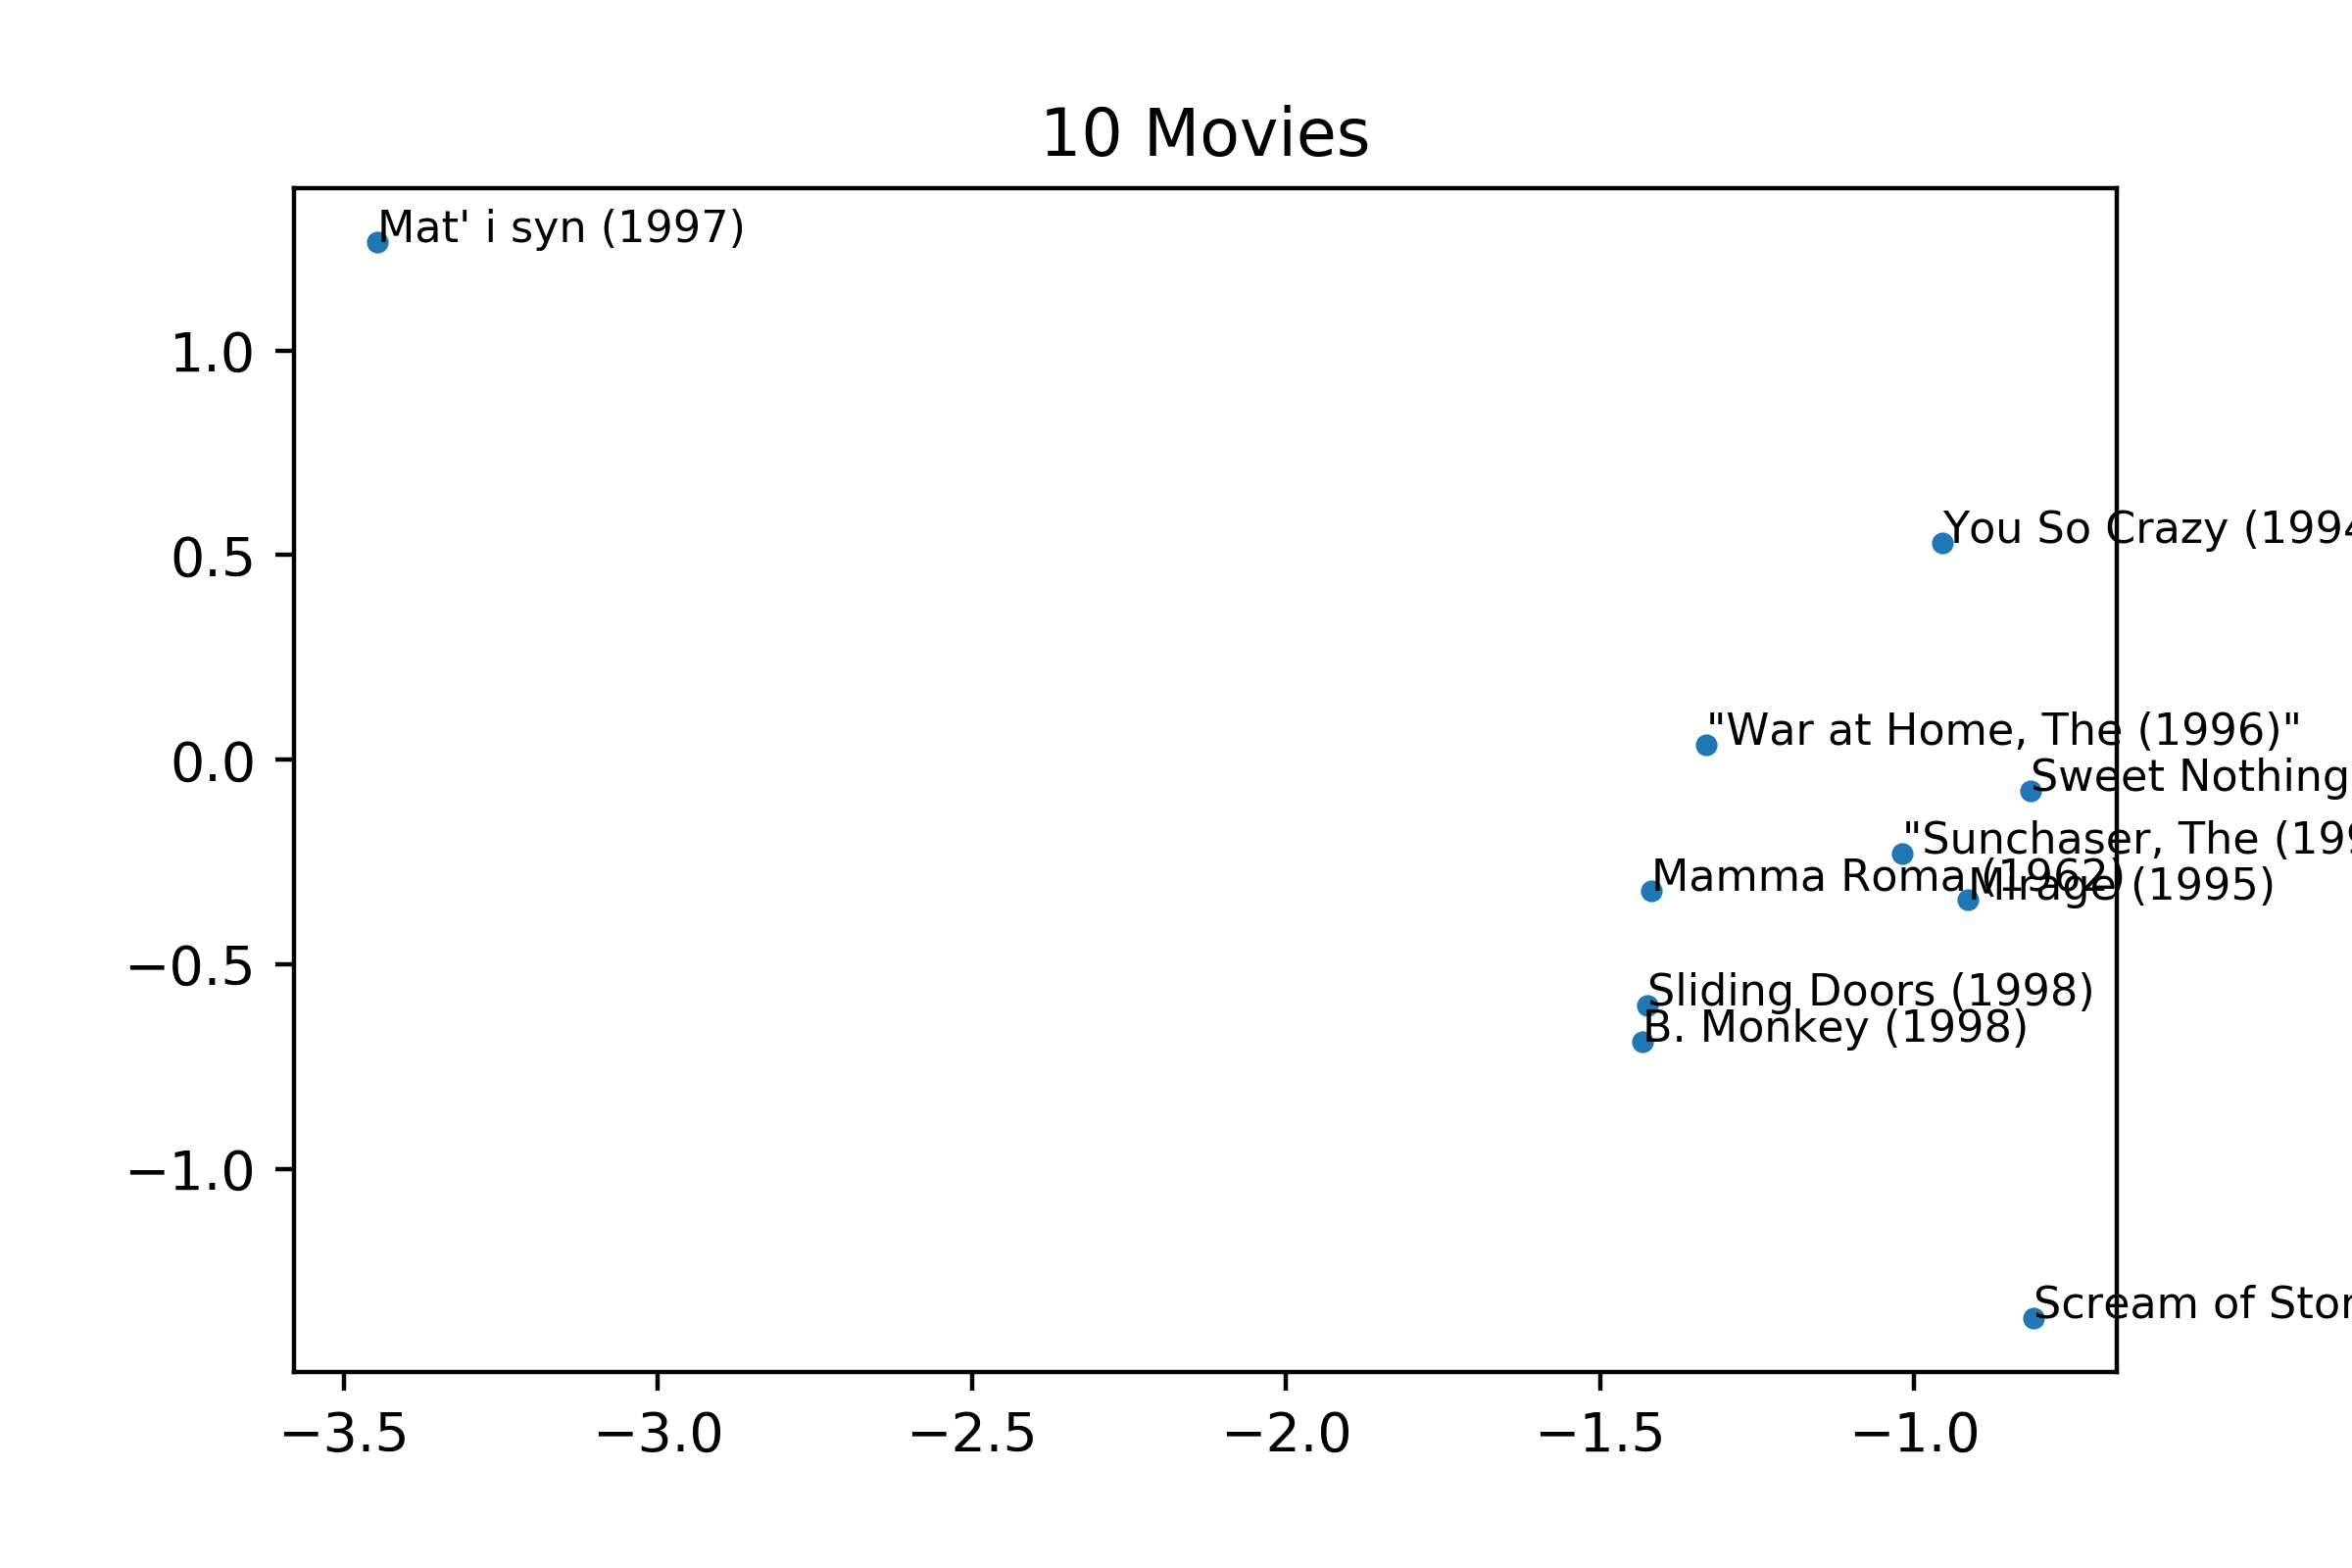 10 Movies
Mat' i syn (1997)
1.0
You So Crazy (1994
0.5
"War at Home, The (1996)"
0.0
Sweet Nothing
"Sunchaser, The (199
Mamma Roma (1962)
Mirage (1995)
−0.5
Sliding Doors (1998)
B. Monkey (1998)
−1.0
Scream of Ston
−3.5 −3.0 −2.5 −2.0 −1.5 −1.0